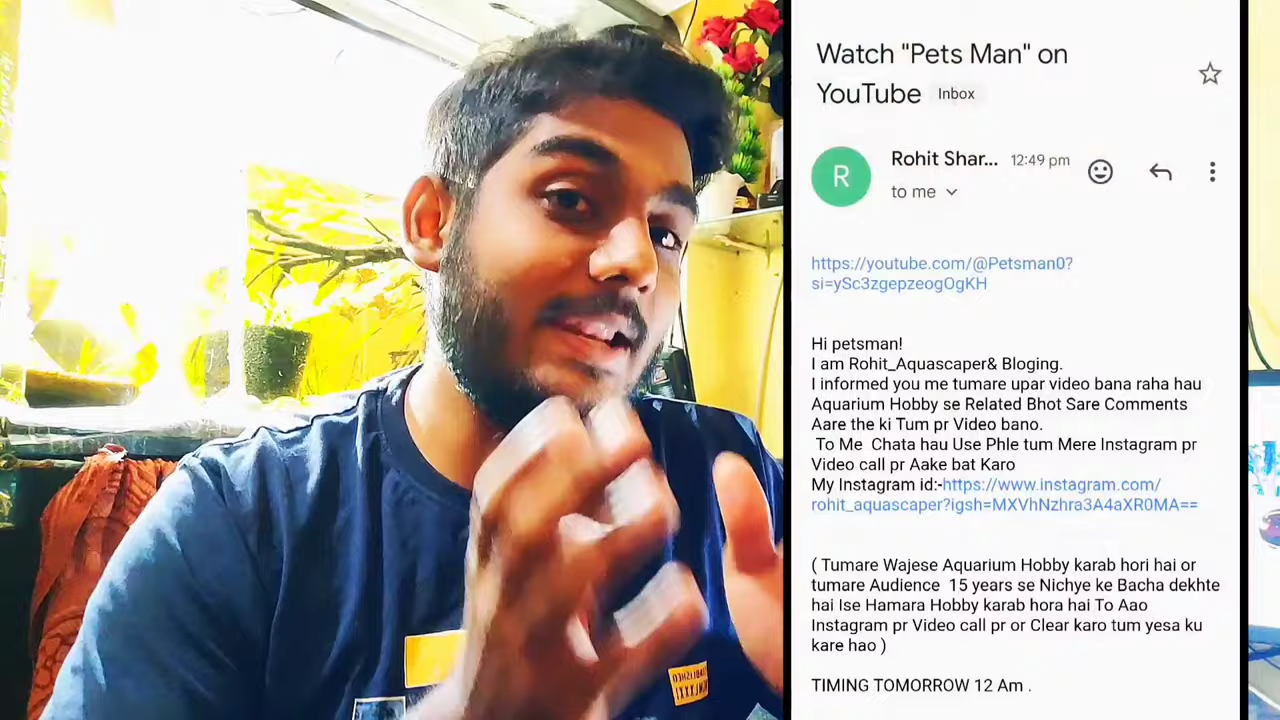 Watch "Pets Man" on
YouTube Inbox
R
Rohit Shar... 12:49 pm
to me
https://youtube.com/@Petsman0?
si=ySc3zgepzeogOgKH
Hi petsman!
I am Rohit_Aquascaper& Bloging.
I informed you me tumare upar video bana raha hau
Aquarium Hobby se Related Bhot Sare Comments
Aare the ki Tum pr Video bano.
To Me Chata hau Use Phle tum Mere Instagram pr
Video call pr Aake bat Karo
My Instagram id:-https://www.instagram.com/
rohit_aquascaper?igsh=MXVhNzhra3A4aXR0MA==
( Tumare Wajese Aquarium Hobby karab hori hai or
tumare Audience 15 years se Nichye ke Bacha dekhte
hai Ise Hamara Hobby karab hora hai To Aao
Instagram pr Video call pr or Clear karo tum yesa ku
kare hao )
TIMING TOMORROW 12 Am .